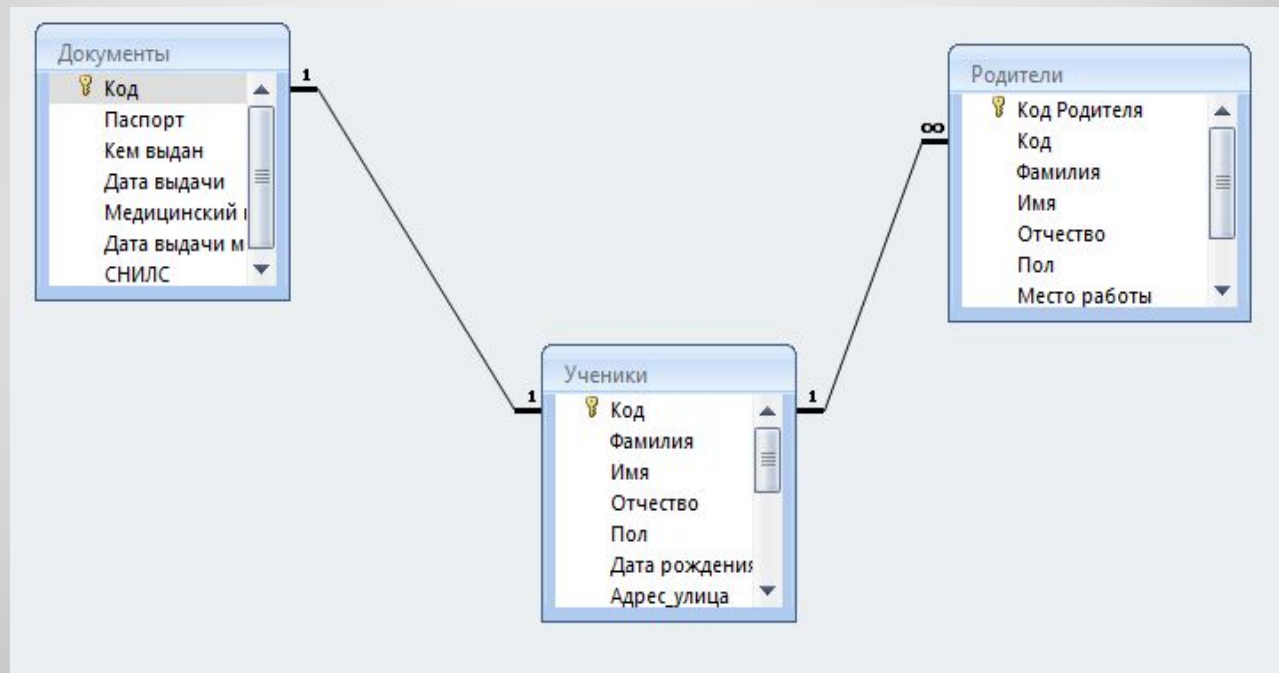 Документы
Код
Паспорт
Кем выдан
Дата выдачи
Медицинский
Дата выдачи м
СНИЛС
1
Родители
Код Родителя
Код
Фамилия
Имя
Отчество
Пол
Место работы
∞
Ученики
Код
Фамилия
Имя
Отчество
Пол
Дата рождения
Адрес_улица
1
1